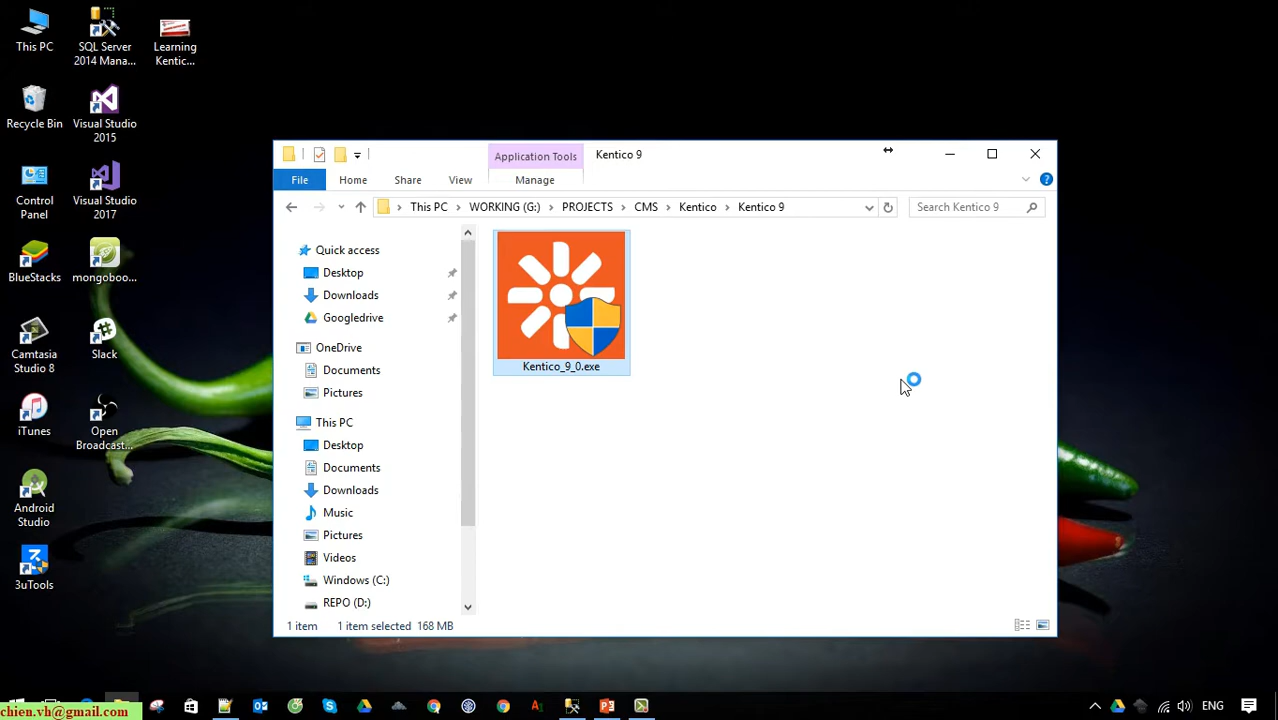 This PC
SQL Server
2014 Mana...
Learning
Kentic...
Recycle Bin
Visual Studio
2015
Control
Panel
Visual Studio
2017
BlueStacks
mongoboo...
Camtasia
Studio 8
Slack
iTunes
Open
Broadcast...
Android
Studio
3uTools
Application Tools
Kentico 9
File
Home
Share
View
Manage
This PC
WORKING (G:)
PROJECTS
CMS
Kentico
Kentico 9
Search Kentico 9
Quick access
Desktop
Downloads
Googledrive
OneDrive
Documents
Pictures
This PC
Desktop
Documents
Downloads
Music
Pictures
Videos
Windows (C:)
REPO (D:)
Kentico_9_0.exe
1 item
1 item selected 168 MB
chien.vh@gmail.com
ENG